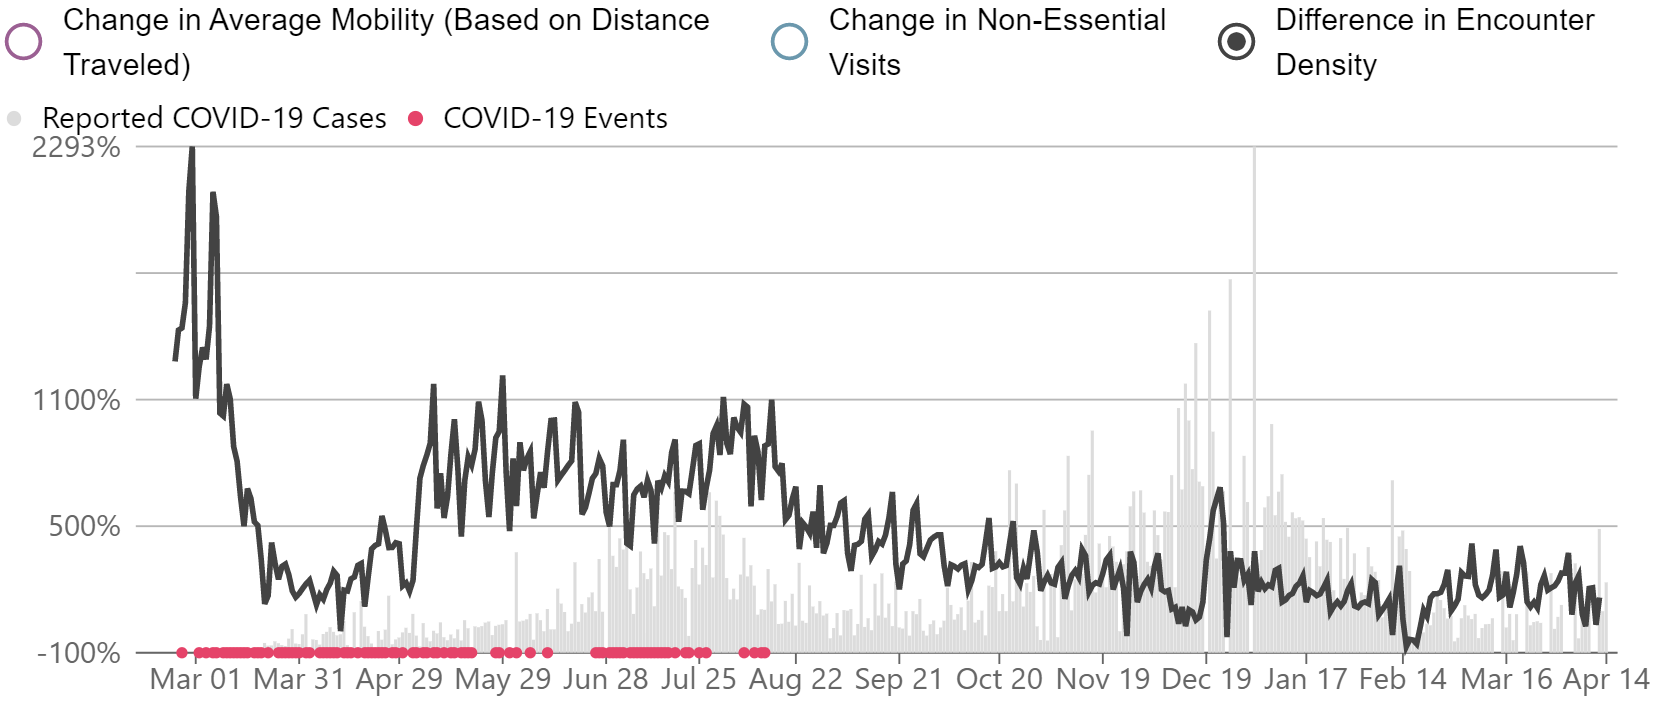 Change in Average Mobility (Based on Distance Traveled)
Change in Non-Essential Visits
Difference in Encounter Density
Reported COVID-19 Cases
COVID-19 Events
2293%
1100%
500%
-100%
Mar 01 Mar 31 Apr 29 May 29 Jun 28 Jul 25 Aug 22 Sep 21 Oct 20 Nov 19 Dec 19 Jan 17 Feb 14 Mar 16 Apr 14